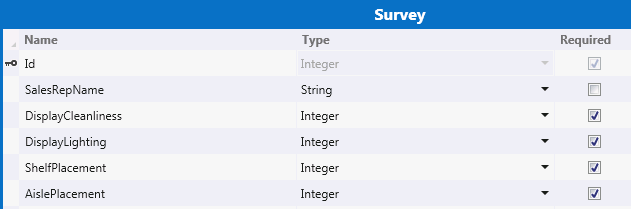 Survey
Name Type Required
Id Integer
SalesRepName String
DisplayCleanliness Integer
DisplayLighting Integer
ShelfPlacement Integer
AislePlacement Integer